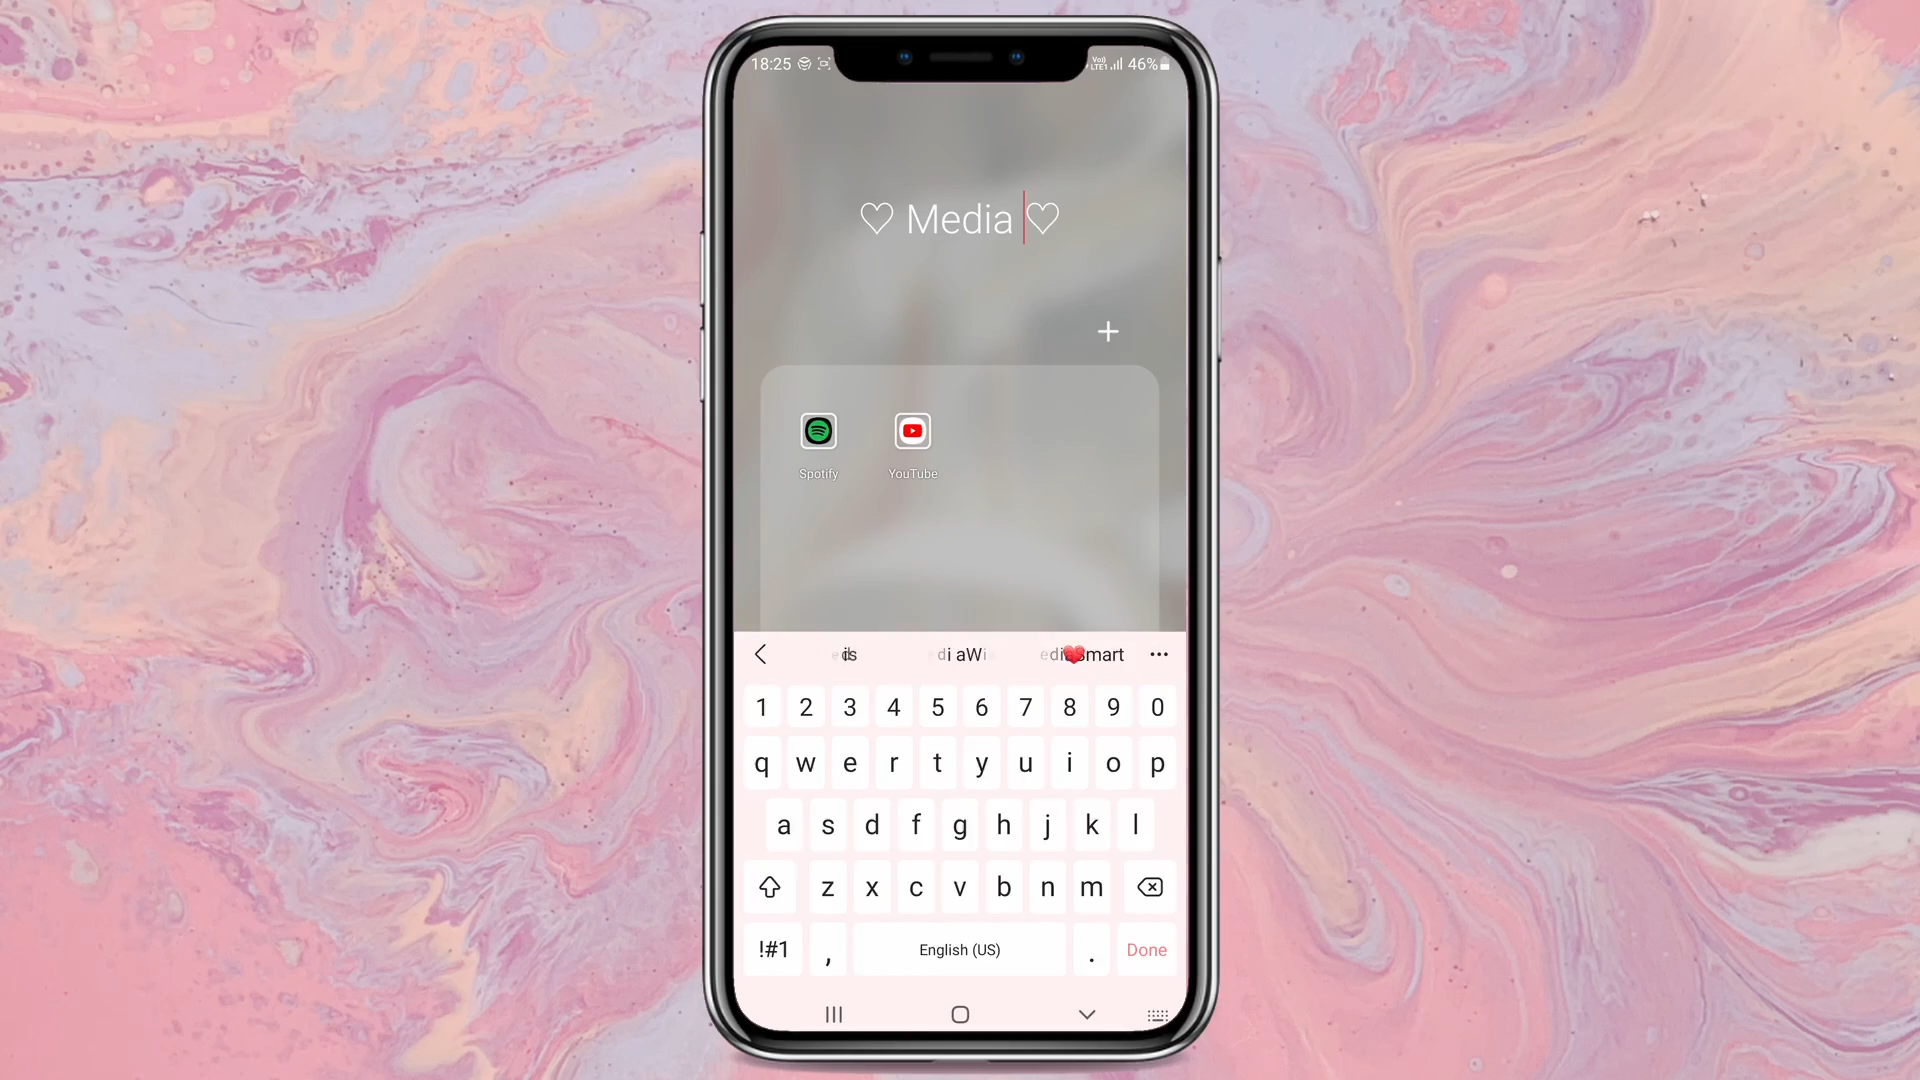 18:25 46%
♡ Media ♡
+
Spotify YouTube
1 2 3 4 5 6 7 8 9 0
q w e r t y u i o p
a s d f g h j k l
z x c v b n m
!#1 , English (US) . Done